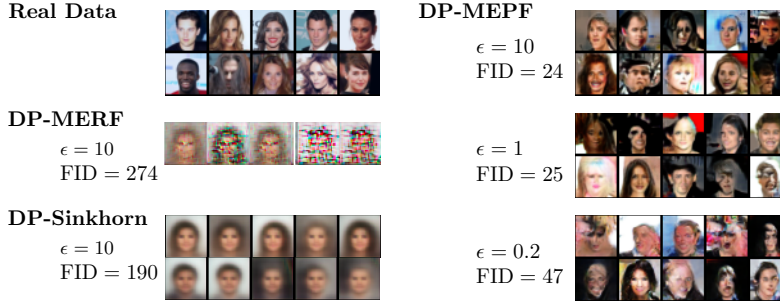 Real Data
DP-MERF
ϵ = 10
FID = 274
DP-Sinkhorn
ϵ = 10
FID = 190
DP-MEPF
ϵ = 10
FID = 24
ϵ = 1
FID = 25
ϵ = 0.2
FID = 47